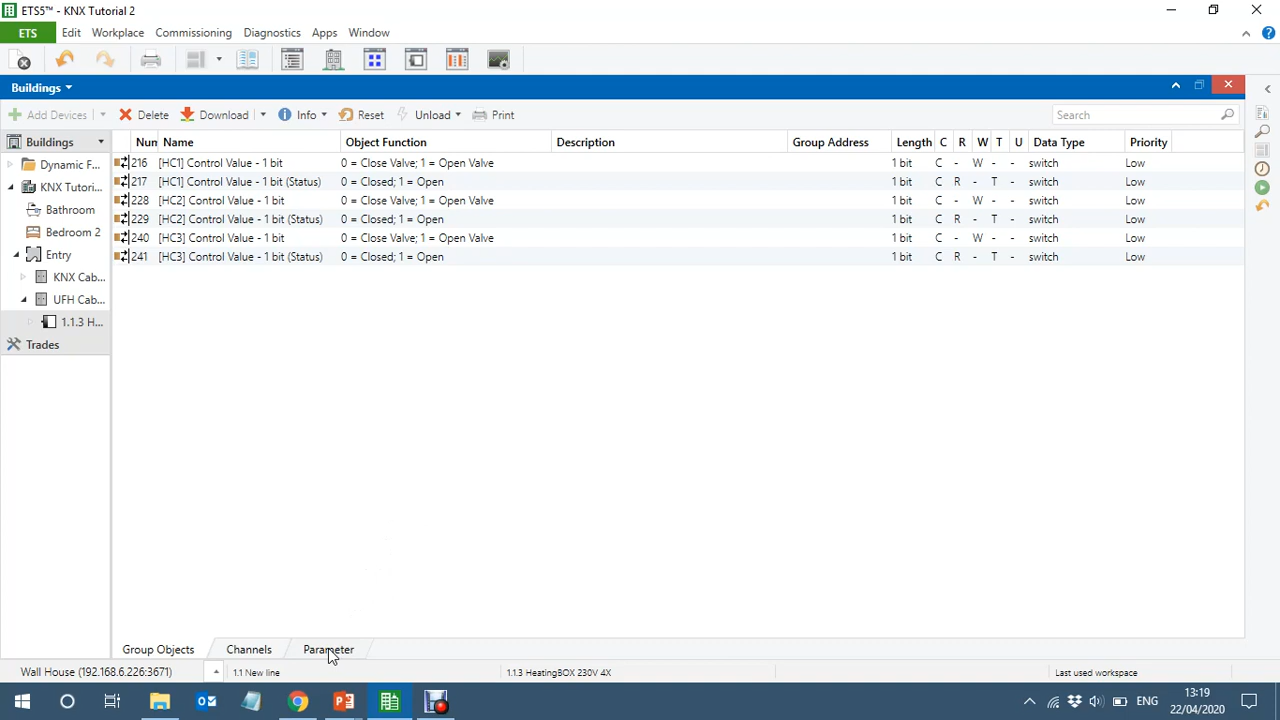 ETS5™ - KNX Tutorial 2
ETS Edit Workplace Commissioning Diagnostics Apps Window
Buildings
Add Devices Delete Download Info Reset Unload Print Search
Buildings Num Name Object Function Description Group Address Length C R W T U Data Type Priority
Dynamic F...
KNX Tutori...
Bathroom
Bedroom 2
Entry
KNX Cab...
UFH Cab...
1.1.3 H...
Trades
216 [HC1] Control Value - 1 bit 0 = Close Valve; 1 = Open Valve 1 bit C - W - - switch Low
217 [HC1] Control Value - 1 bit (Status) 0 = Closed; 1 = Open 1 bit C R - T - switch Low
228 [HC2] Control Value - 1 bit 0 = Close Valve; 1 = Open Valve 1 bit C - W - - switch Low
229 [HC2] Control Value - 1 bit (Status) 0 = Closed; 1 = Open 1 bit C R - T - switch Low
240 [HC3] Control Value - 1 bit 0 = Close Valve; 1 = Open Valve 1 bit C - W - - switch Low
241 [HC3] Control Value - 1 bit (Status) 0 = Closed; 1 = Open 1 bit C R - T - switch Low
Group Objects Channels Parameter
Wall House (192.168.6.226:3671) 1.1 New line 1.1.3 HeatingBOX 230V 4X Last used workspace
ENG 13:19
22/04/2020